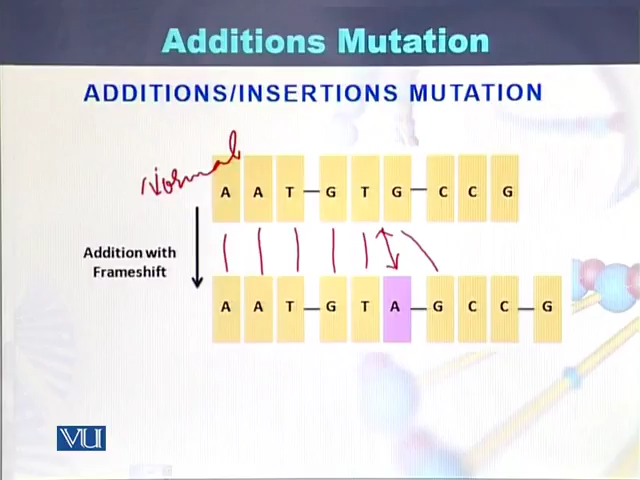 Additions Mutation
ADDITIONS/INSERTIONS MUTATION
Normal
A A T G T G C C G
Addition with
Frameshift
A A T G T A G C C G
VU